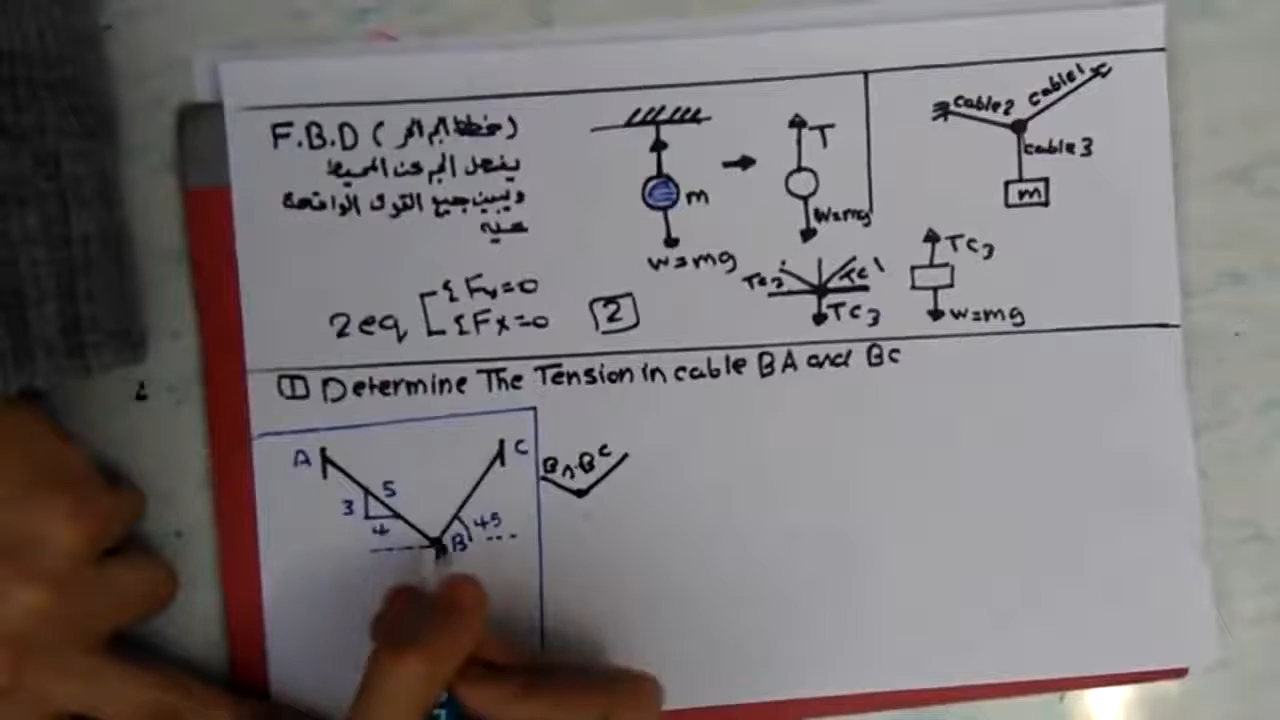 F.B.D (مخطط الجسم الحر)
يفصل الجسم عن المحيط
ويبين جميع القوى الواقعة
عليه
2eq
ΣFy=0
ΣFx=0
2
m
w=mg
T
w=mg
cable2
cable1
cable3
m
Tc2
Tc1
Tc3
Tc3
w=mg
① Determine The Tension in cable BA and BC
A
C
3
5
4
B
45
BA.BC